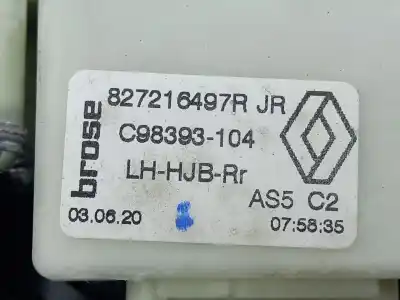 brose
827216497R JR
C98393-104
LH-HJB-Rr
AS5 C2
03.06.20
07:58:35